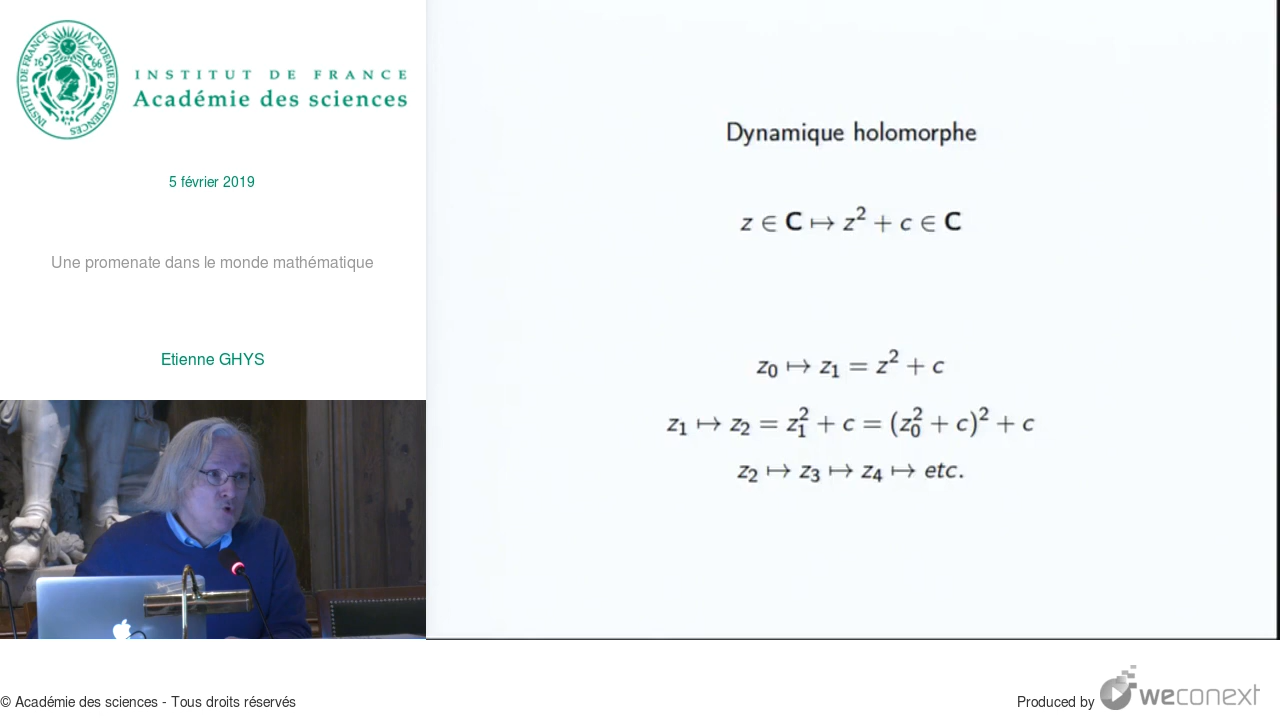 INSTITUT DE FRANCE
Académie des sciences
5 février 2019
Une promenate dans le monde mathématique
Etienne GHYS
Dynamique holomorphe
z ∈ C ↦ z² + c ∈ C
z₀ ↦ z₁ = z² + c
z₁ ↦ z₂ = z₁² + c = (z₀² + c)² + c
z₂ ↦ z₃ ↦ z₄ ↦ etc.
© Académie des sciences - Tous droits réservés
Produced by weconext